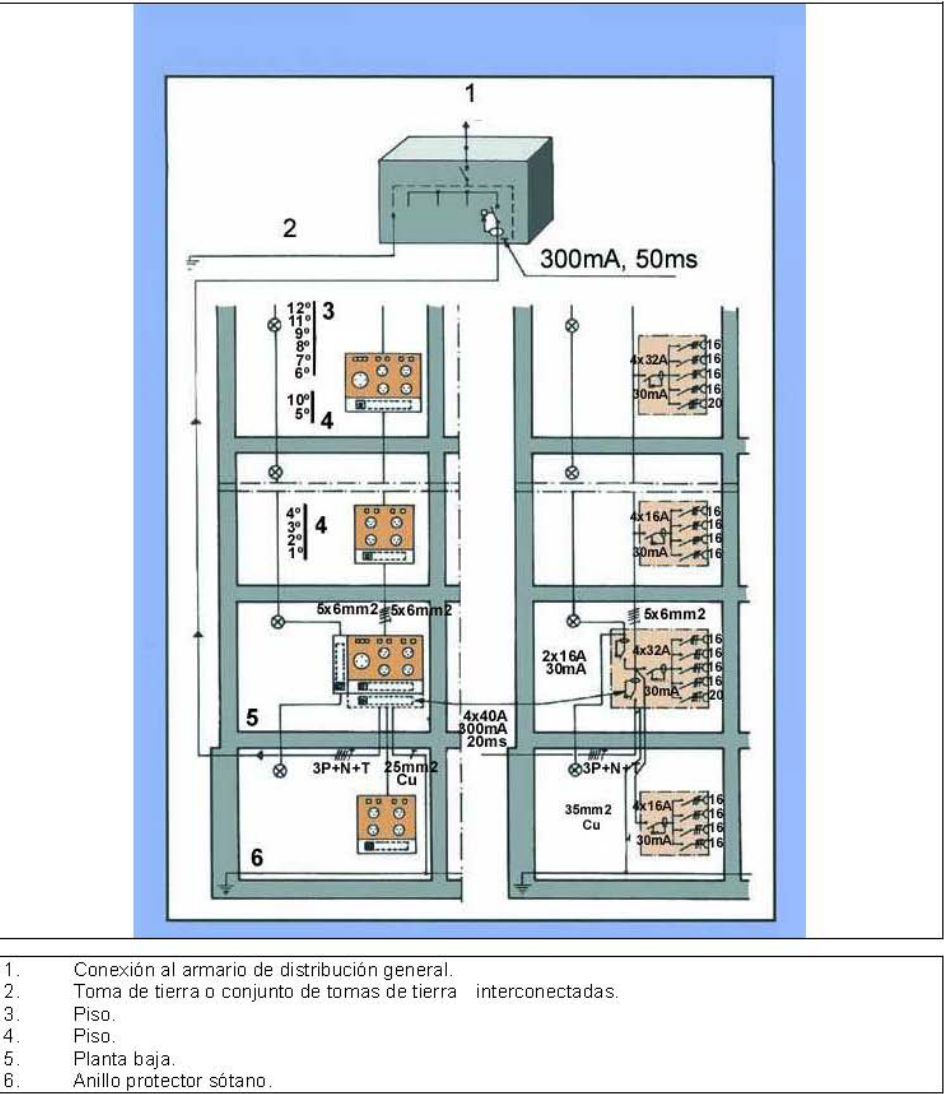 1
2
300mA, 50ms
12º
11º
9º
8º
7º
6º
3
10º
5º
4
4x32A
30mA
16
16
16
16
20
4º
3º
2º
1º
4
4x16A
30mA
16
16
16
16
5x6mm2
5x6mm2
5x6mm2
2x16A
30mA
4x32A
30mA
16
16
16
16
20
5
4x40A
300mA
20ms
3P+N+T
25mm2
Cu
3P+N+T
35mm2
Cu
4x16A
30mA
16
16
16
16
6
1. Conexión al armario de distribución general.
2. Toma de tierra o conjunto de tomas de tierra interconectadas.
3. Piso.
4. Piso.
5. Planta baja.
6. Anillo protector sótano.